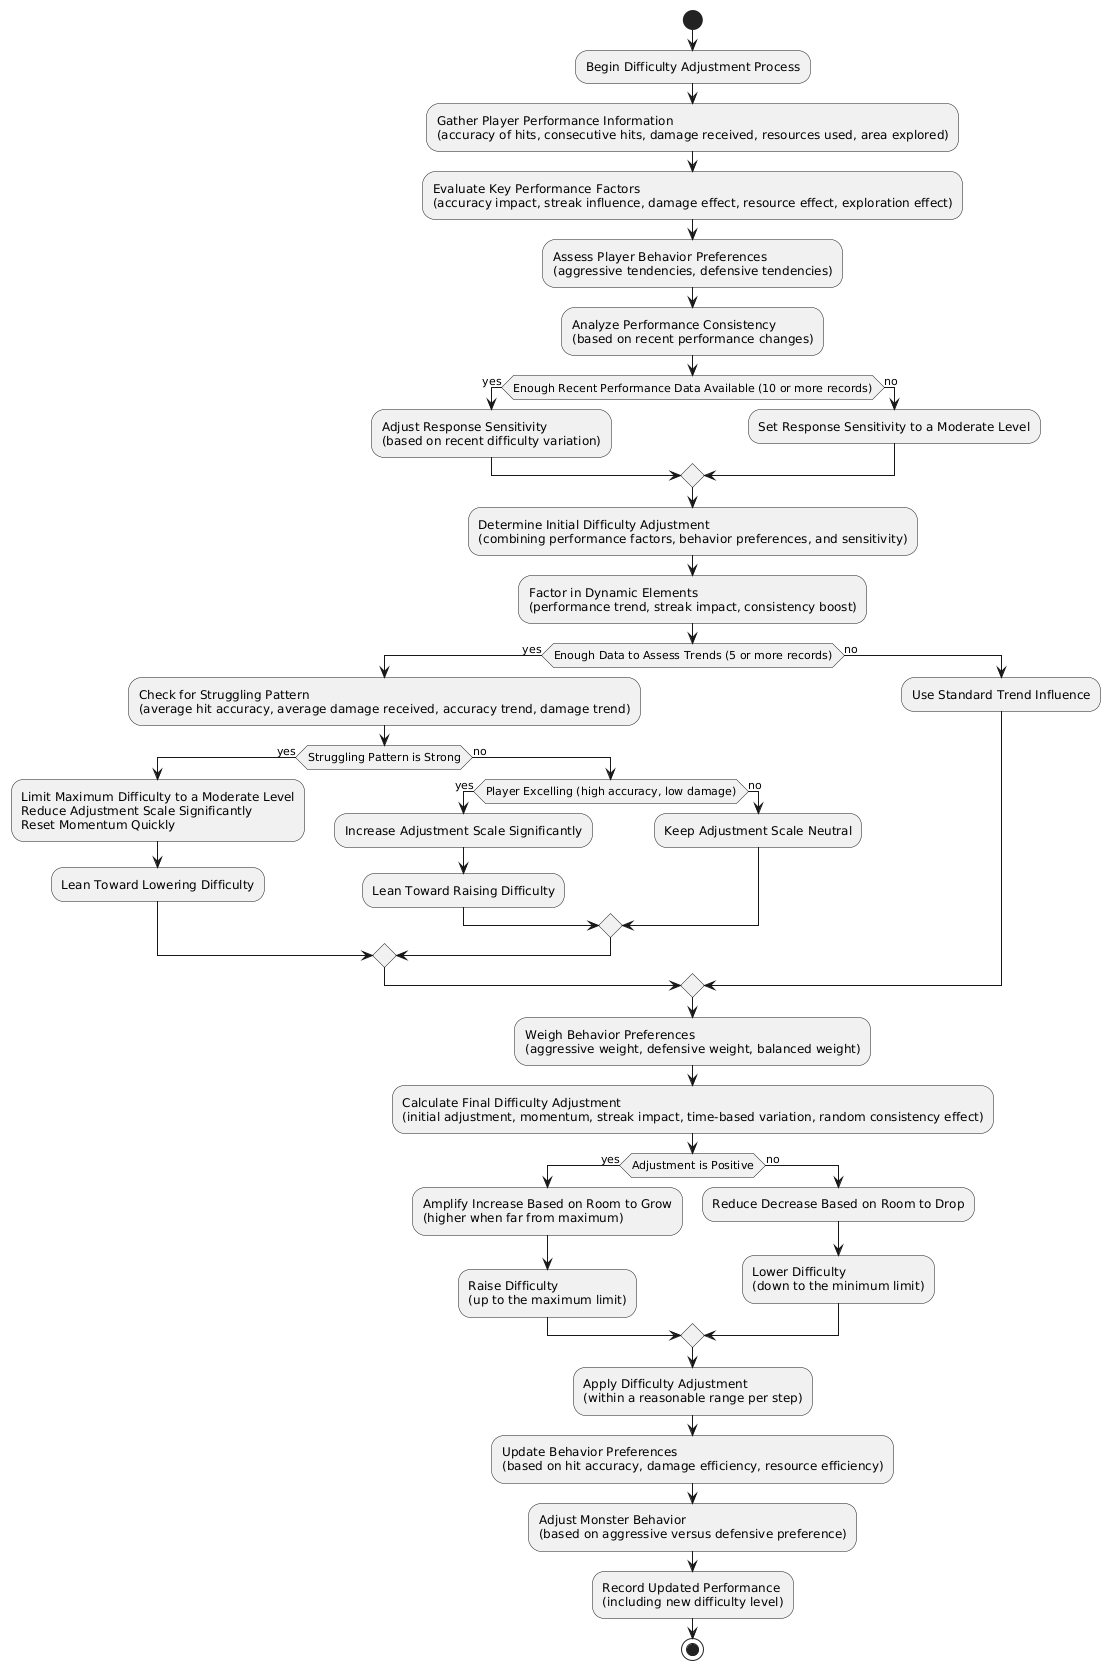 Begin Difficulty Adjustment Process
Gather Player Performance Information
(accuracy of hits, consecutive hits, damage received, resources used, area explored)
Evaluate Key Performance Factors
(accuracy impact, streak influence, damage effect, resource effect, exploration effect)
Assess Player Behavior Preferences
(aggressive tendencies, defensive tendencies)
Analyze Performance Consistency
(based on recent performance changes)
yes
Enough Recent Performance Data Available (10 or more records)
no
Adjust Response Sensitivity
(based on recent difficulty variation)
Set Response Sensitivity to a Moderate Level
Determine Initial Difficulty Adjustment
(combining performance factors, behavior preferences, and sensitivity)
Factor in Dynamic Elements
(performance trend, streak impact, consistency boost)
yes
Enough Data to Assess Trends (5 or more records)
no
Check for Struggling Pattern
(average hit accuracy, average damage received, accuracy trend, damage trend)
Use Standard Trend Influence
yes
Struggling Pattern is Strong
no
Limit Maximum Difficulty to a Moderate Level
Reduce Adjustment Scale Significantly
Reset Momentum Quickly
Lean Toward Lowering Difficulty
yes
Player Excelling (high accuracy, low damage)
no
Increase Adjustment Scale Significantly
Lean Toward Raising Difficulty
Keep Adjustment Scale Neutral
Weigh Behavior Preferences
(aggressive weight, defensive weight, balanced weight)
Calculate Final Difficulty Adjustment
(initial adjustment, momentum, streak impact, time-based variation, random consistency effect)
yes
Adjustment is Positive
no
Amplify Increase Based on Room to Grow
(higher when far from maximum)
Raise Difficulty
(up to the maximum limit)
Reduce Decrease Based on Room to Drop
Lower Difficulty
(down to the minimum limit)
Apply Difficulty Adjustment
(within a reasonable range per step)
Update Behavior Preferences
(based on hit accuracy, damage efficiency, resource efficiency)
Adjust Monster Behavior
(based on aggressive versus defensive preference)
Record Updated Performance
(including new difficulty level)